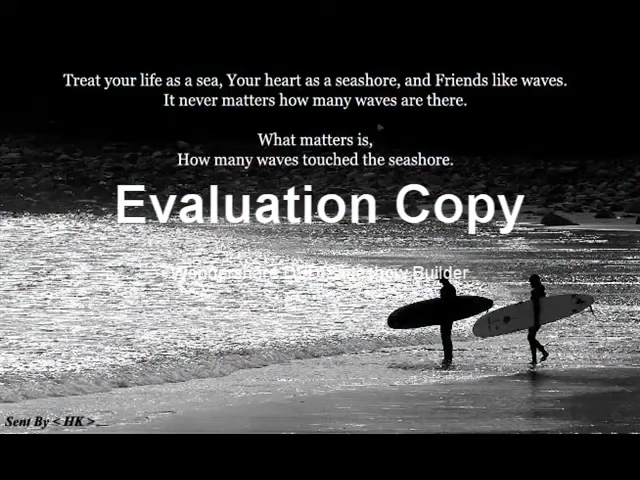 Treat your life as a sea, Your heart as a seashore, and Friends like waves.
It never matters how many waves are there.
What matters is,
How many waves touched the seashore.
Evaluation Copy
Wondershare DVD Slideshow Builder
Sent By < HK >__